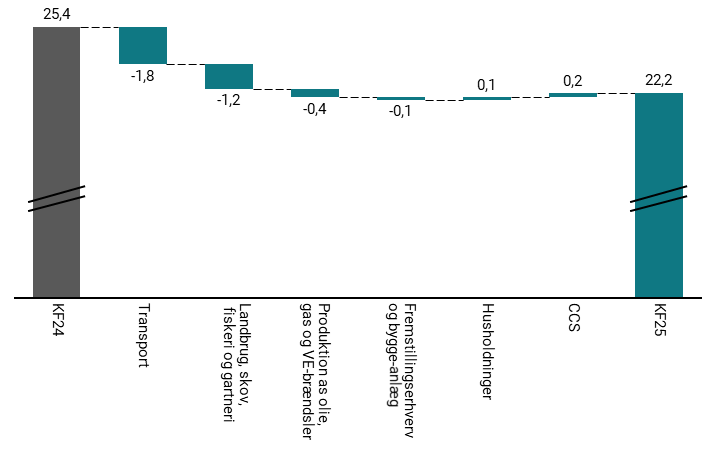 25,4
-1,8
-1,2
-0,4
-0,1
0,1
0,2
22,2
KF24
Transport
Landbrug, skov,
fiskeri og gartneri
Produktion as olie,
gas og VE-brændsler
Fremstillingserhverv
og bygge-anlæg
Husholdninger
CCS
KF25